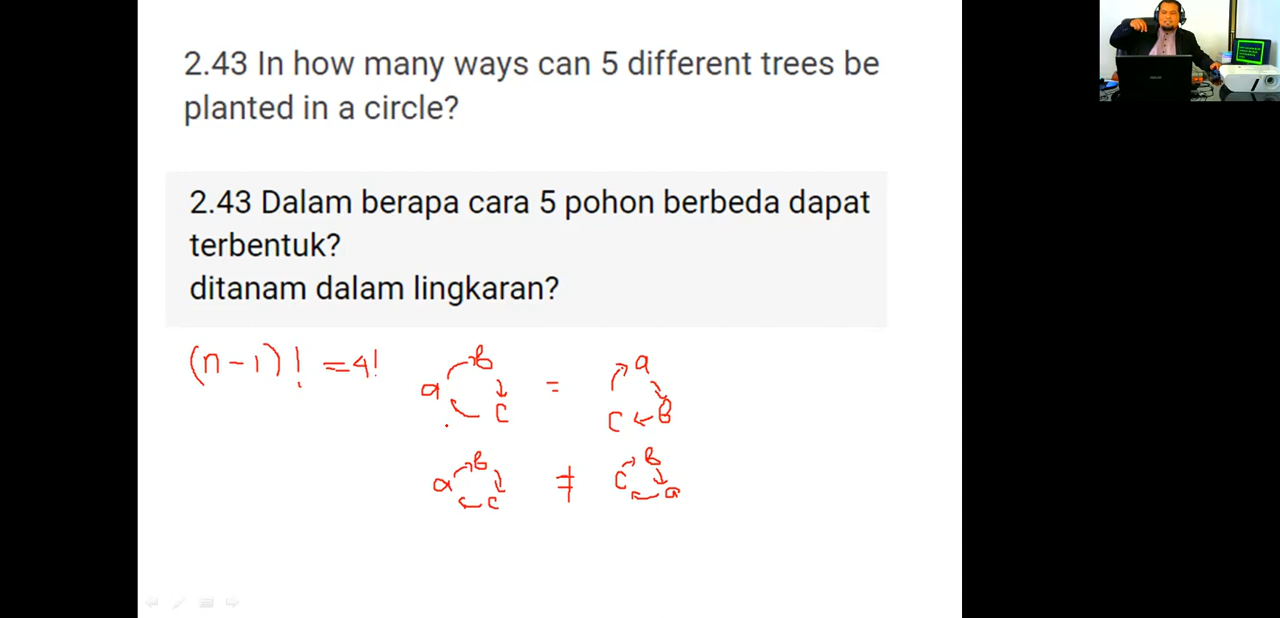 2.43 In how many ways can 5 different trees be
planted in a circle?
2.43 Dalam berapa cara 5 pohon berbeda dapat
terbentuk?
ditanam dalam lingkaran?
(n-1)! = 4!
a b c = a b c
a b c ≠ c b a